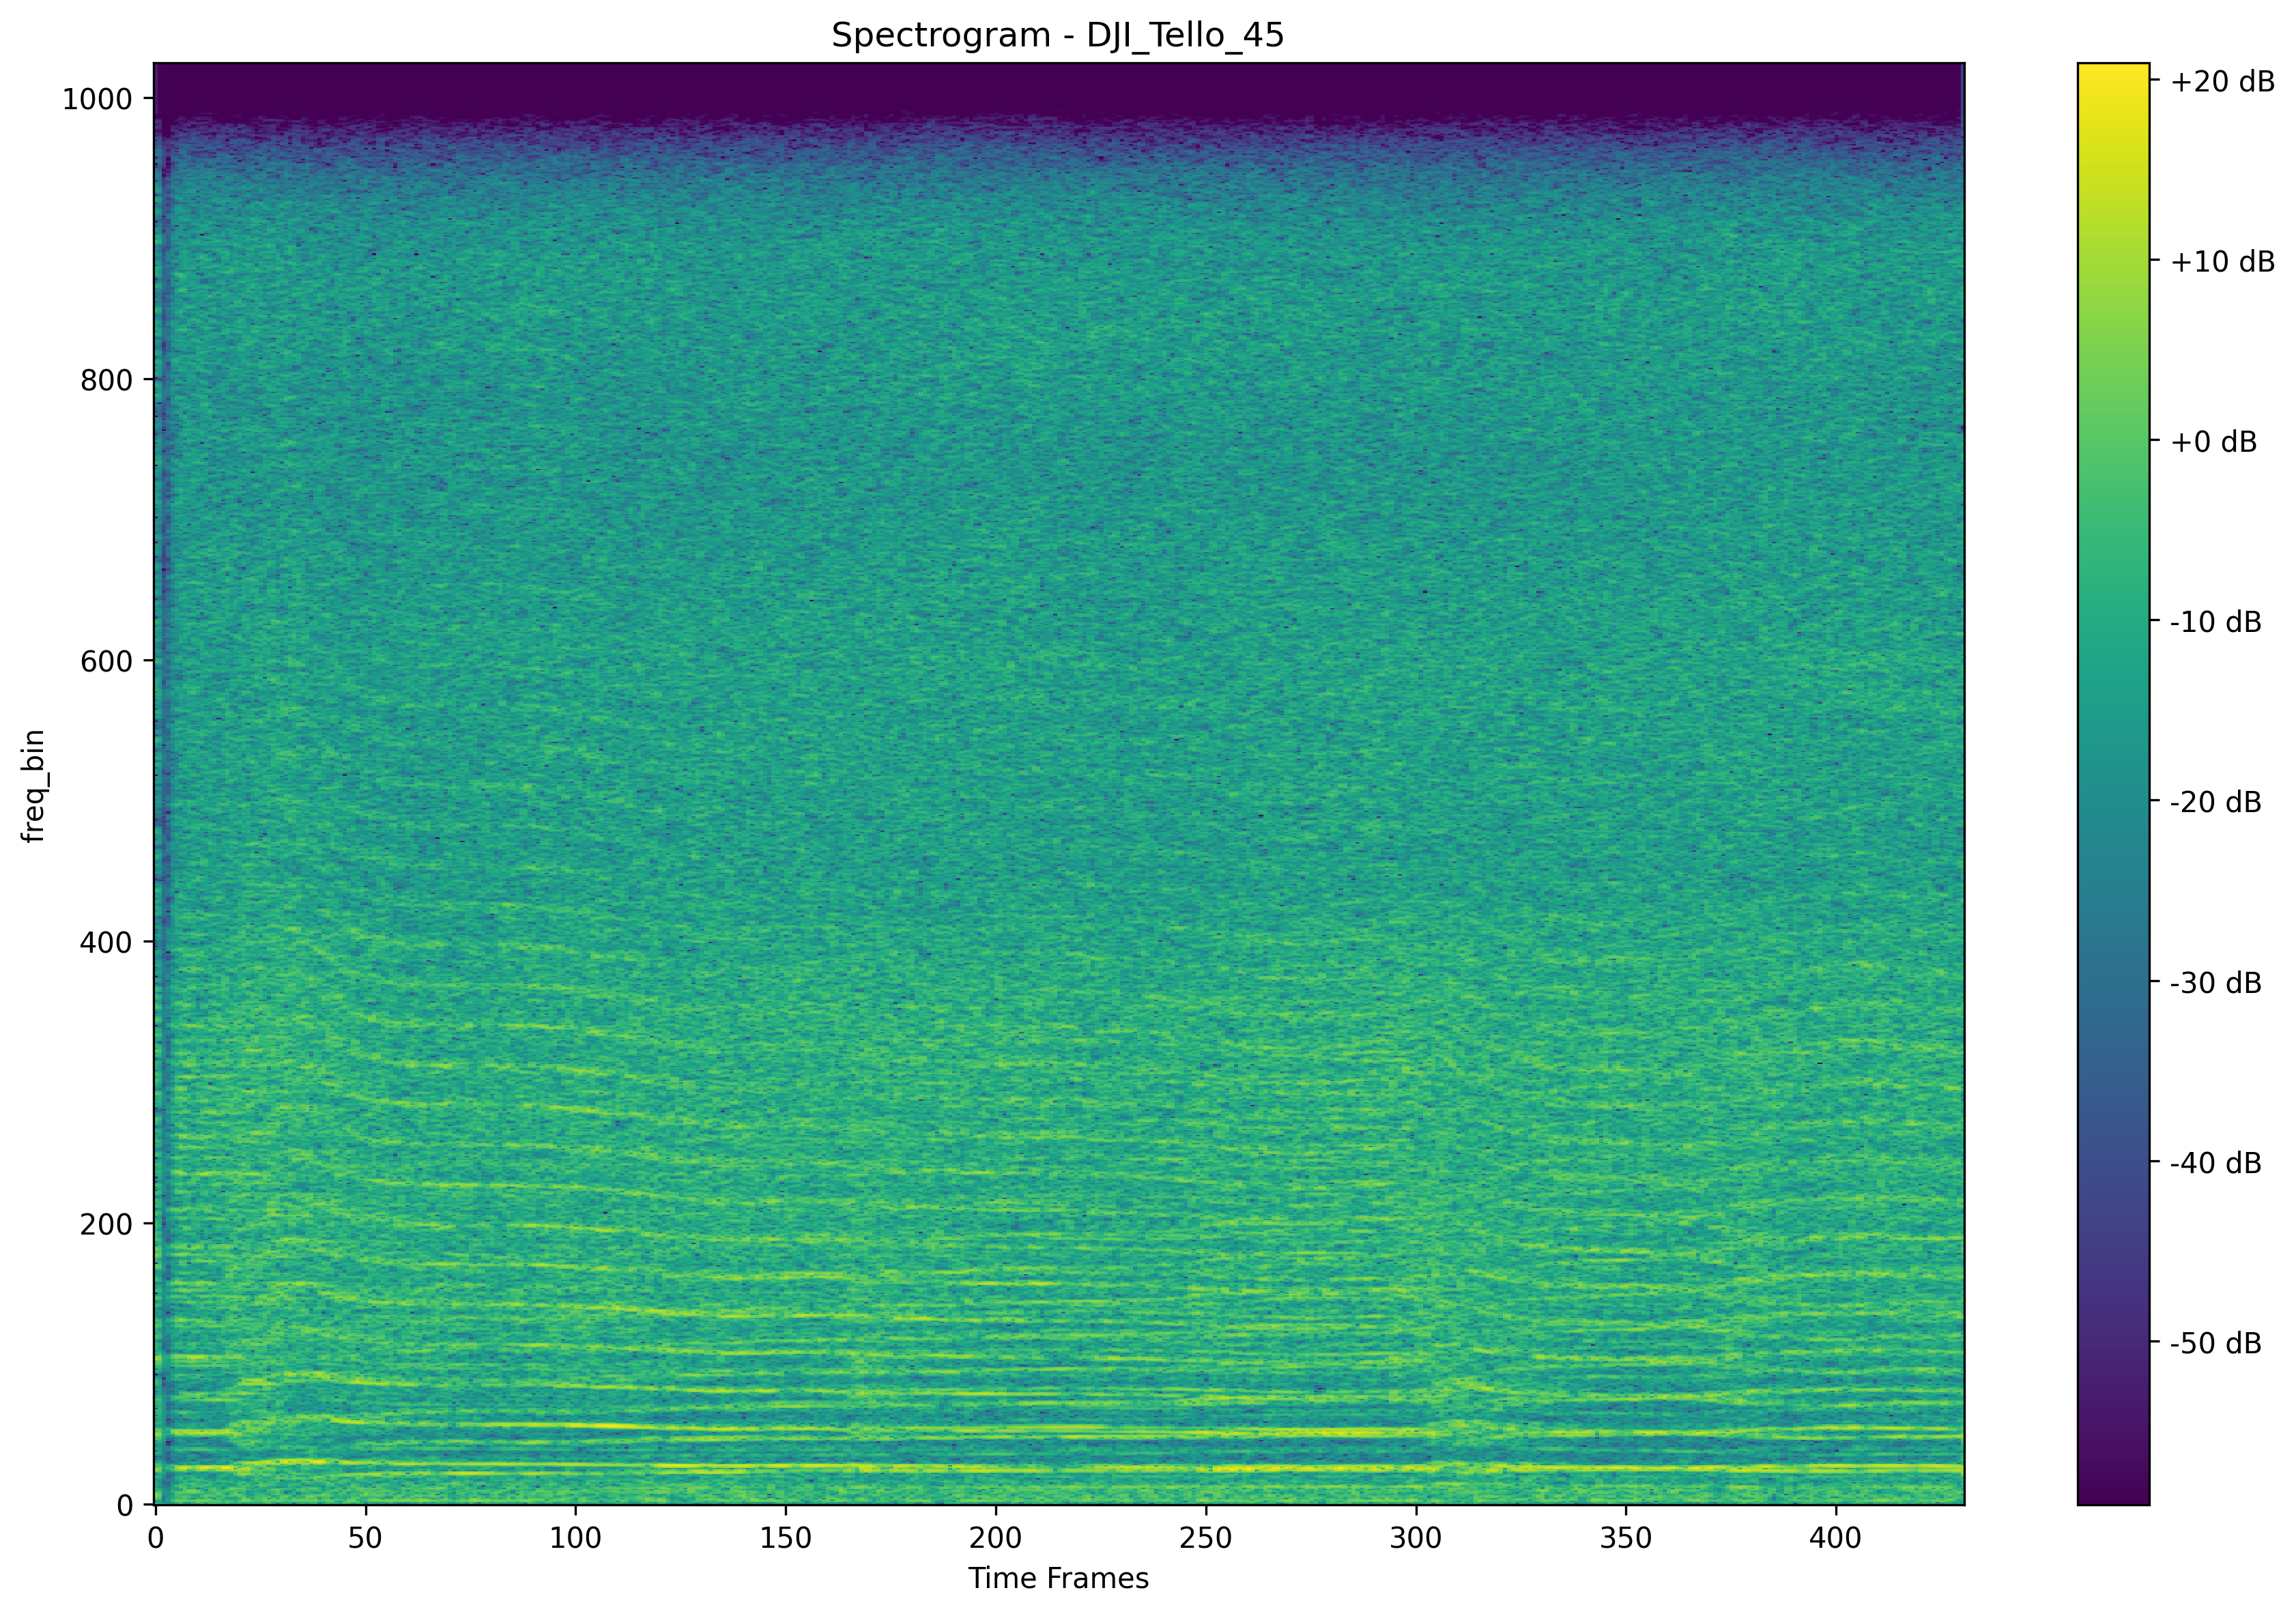 Spectrogram - DJI_Tello_45
freq_bin
1000
800
600
400
200
0
0 50 100 150 200 250 300 350 400
Time Frames
+20 dB
+10 dB
+0 dB
-10 dB
-20 dB
-30 dB
-40 dB
-50 dB